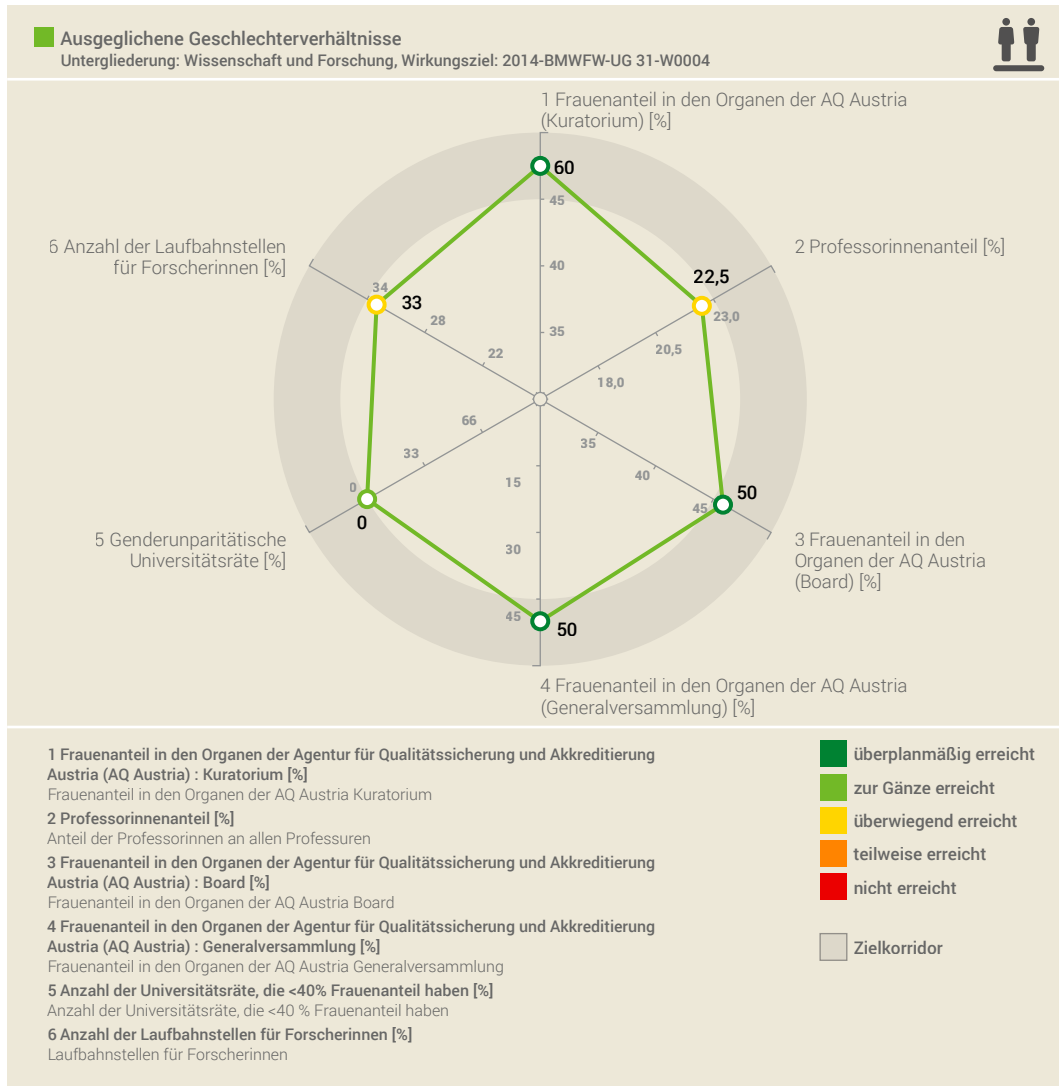 Ausgeglichene Geschlechterverhältnisse
Untergliederung: Wissenschaft und Forschung, Wirkungsziel: 2014-BMWFW-UG 31-W0004
1 Frauenanteil in den Organen der AQ Austria
(Kuratorium) [%]
60
45
40
35
2 Professorinnenanteil [%]
22,5
23,0
20,5
18,0
6 Anzahl der Laufbahnstellen
für Forscherinnen [%]
34
33
28
22
66
33
0
0
5 Genderunparitätische
Universitätsräte [%]
35
40
45
50
3 Frauenanteil in den
Organen der AQ Austria
(Board) [%]
15
30
45
50
4 Frauenanteil in den Organen der AQ Austria
(Generalversammlung) [%]
1 Frauenanteil in den Organen der Agentur für Qualitätssicherung und Akkreditierung
Austria (AQ Austria) : Kuratorium [%]
Frauenanteil in den Organen der AQ Austria Kuratorium
2 Professorinnenanteil [%]
Anteil der Professorinnen an allen Professuren
3 Frauenanteil in den Organen der Agentur für Qualitätssicherung und Akkreditierung
Austria (AQ Austria) : Board [%]
Frauenanteil in den Organen der AQ Austria Board
4 Frauenanteil in den Organen der Agentur für Qualitätssicherung und Akkreditierung
Austria (AQ Austria) : Generalversammlung [%]
Frauenanteil in den Organen der AQ Austria Generalversammlung
5 Anzahl der Universitätsräte, die <40% Frauenanteil haben [%]
Anzahl der Universitätsräte, die <40 % Frauenanteil haben
6 Anzahl der Laufbahnstellen für Forscherinnen [%]
Laufbahnstellen für Forscherinnen
überplanmäßig erreicht
zur Gänze erreicht
überwiegend erreicht
teilweise erreicht
nicht erreicht
Zielkorridor